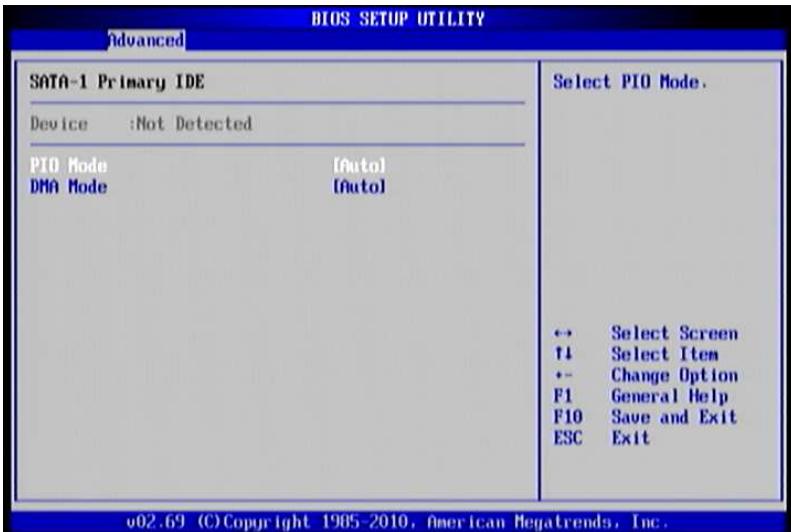 BIOS SETUP UTILITY
Advanced
SATA-1 Primary IDE
Device :Not Detected
PIO Mode [Auto]
DMA Mode [Auto]
Select PIO Mode.
↔ Select Screen
↑↓ Select Item
+- Change Option
F1 General Help
F10 Save and Exit
ESC Exit
v02.69 (C)Copyright 1985-2010, American Megatrends, Inc.